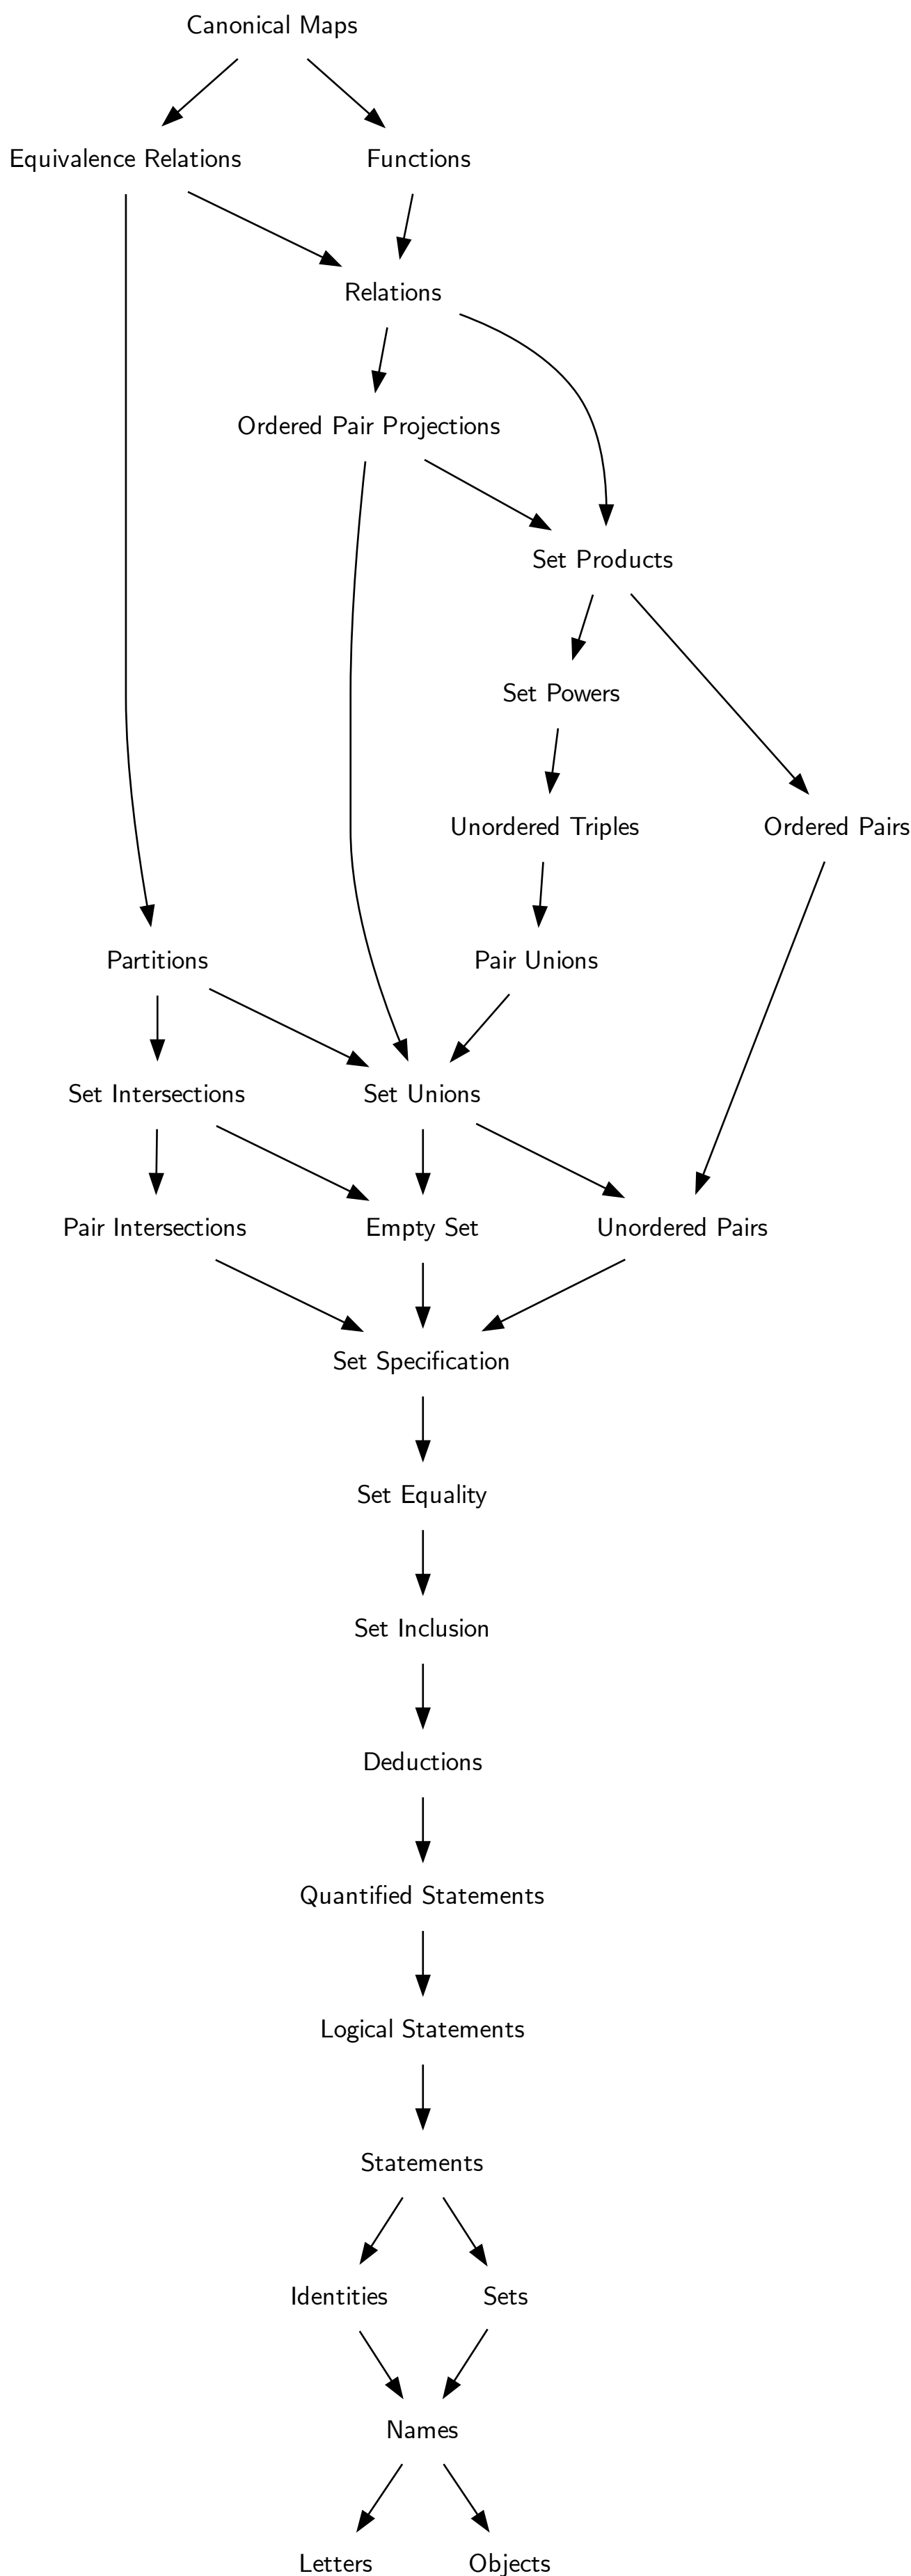 Canonical Maps
Equivalence Relations
Functions
Relations
Ordered Pair Projections
Set Products
Set Powers
Unordered Triples
Ordered Pairs
Partitions
Pair Unions
Set Intersections
Set Unions
Pair Intersections
Empty Set
Unordered Pairs
Set Specification
Set Equality
Set Inclusion
Deductions
Quantified Statements
Logical Statements
Statements
Identities
Sets
Names
Letters
Objects